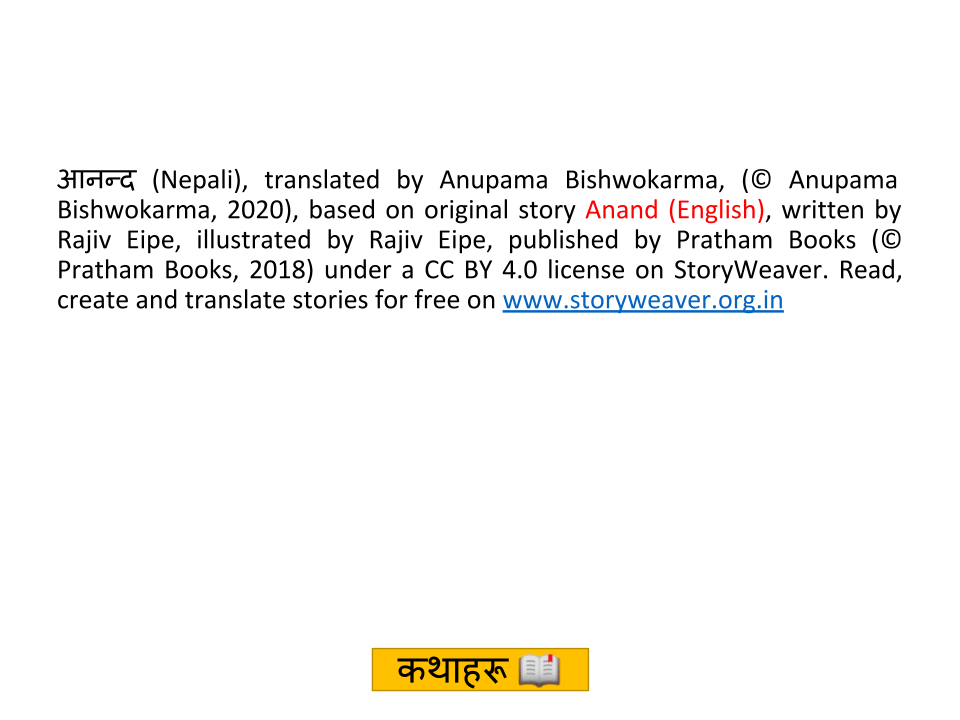 आनन्द (Nepali), translated by Anupama Bishwokarma, (© Anupama
Bishwokarma, 2020), based on original story Anand (English), written by
Rajiv Eipe, illustrated by Rajiv Eipe, published by Pratham Books (©
Pratham Books, 2018) under a CC BY 4.0 license on StoryWeaver. Read,
create and translate stories for free on www.storyweaver.org.in
कथाहरू 📖